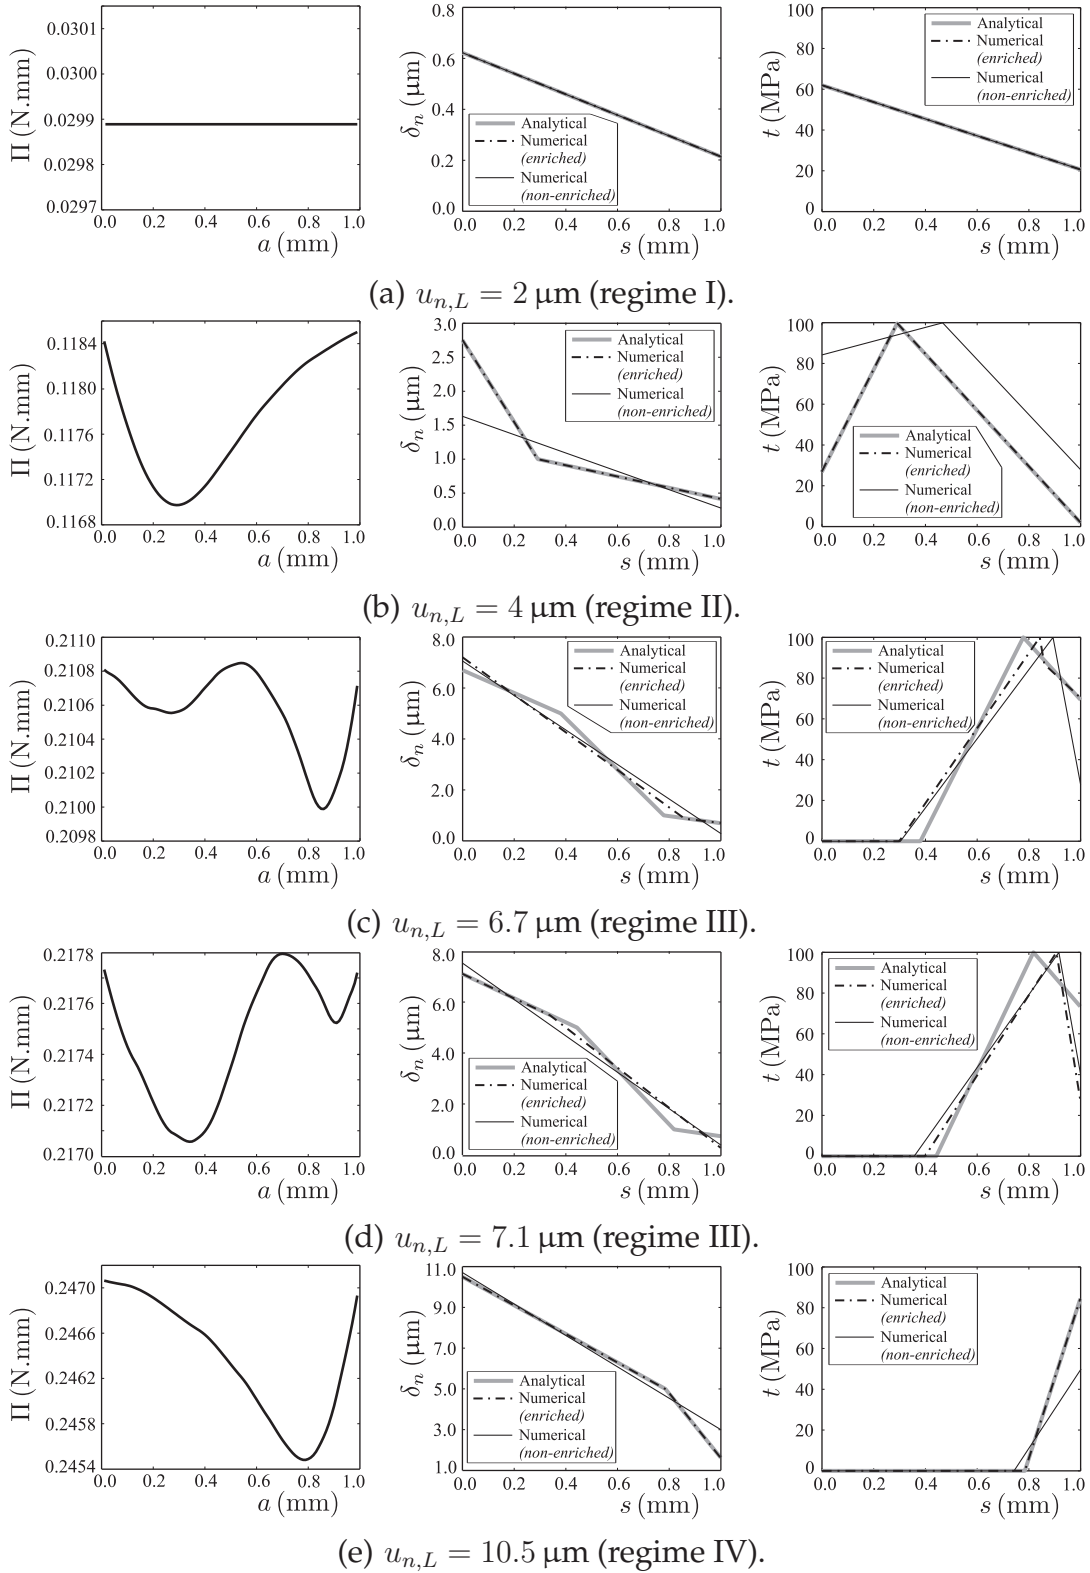 Π (N.mm)
0.0301
0.0300
0.0299
0.0298
0.0297
0.0 0.2 0.4 0.6 0.8 1.0
a (mm)
δn (μm)
0.8
0.6
0.4
0.2
0.0
Analytical
Numerical
(enriched)
Numerical
(non-enriched)
0.0 0.2 0.4 0.6 0.8 1.0
s (mm)
t (MPa)
100
80
60
40
20
0
Analytical
Numerical
(enriched)
Numerical
(non-enriched)
0.0 0.2 0.4 0.6 0.8 1.0
s (mm)
(a) un,L = 2 μm (regime I).
Π (N.mm)
0.1184
0.1180
0.1176
0.1172
0.1168
0.0 0.2 0.4 0.6 0.8 1.0
a (mm)
δn (μm)
3.0
2.5
2.0
1.5
1.0
0.5
0.0
Analytical
Numerical
(enriched)
Numerical
(non-enriched)
0.0 0.2 0.4 0.6 0.8 1.0
s (mm)
t (MPa)
100
80
60
40
20
0
Analytical
Numerical
(enriched)
Numerical
(non-enriched)
0.0 0.2 0.4 0.6 0.8 1.0
s (mm)
(b) un,L = 4 μm (regime II).
Π (N.mm)
0.2110
0.2108
0.2106
0.2104
0.2102
0.2100
0.2098
0.0 0.2 0.4 0.6 0.8 1.0
a (mm)
δn (μm)
8.0
6.0
4.0
2.0
0.0
Analytical
Numerical
(enriched)
Numerical
(non-enriched)
0.0 0.2 0.4 0.6 0.8 1.0
s (mm)
t (MPa)
100
80
60
40
20
0
Analytical
Numerical
(enriched)
Numerical
(non-enriched)
0.0 0.2 0.4 0.6 0.8 1.0
s (mm)
(c) un,L = 6.7 μm (regime III).
Π (N.mm)
0.2178
0.2176
0.2174
0.2172
0.2170
0.0 0.2 0.4 0.6 0.8 1.0
a (mm)
δn (μm)
8.0
6.0
4.0
2.0
0.0
Analytical
Numerical
(enriched)
Numerical
(non-enriched)
0.0 0.2 0.4 0.6 0.8 1.0
s (mm)
t (MPa)
100
80
60
40
20
0
Analytical
Numerical
(enriched)
Numerical
(non-enriched)
0.0 0.2 0.4 0.6 0.8 1.0
s (mm)
(d) un,L = 7.1 μm (regime III).
Π (N.mm)
0.2470
0.2466
0.2462
0.2458
0.2454
0.0 0.2 0.4 0.6 0.8 1.0
a (mm)
δn (μm)
11.0
9.0
7.0
5.0
3.0
1.0
Analytical
Numerical
(enriched)
Numerical
(non-enriched)
0.0 0.2 0.4 0.6 0.8 1.0
s (mm)
t (MPa)
100
80
60
40
20
0
Analytical
Numerical
(enriched)
Numerical
(non-enriched)
0.0 0.2 0.4 0.6 0.8 1.0
s (mm)
(e) un,L = 10.5 μm (regime IV).